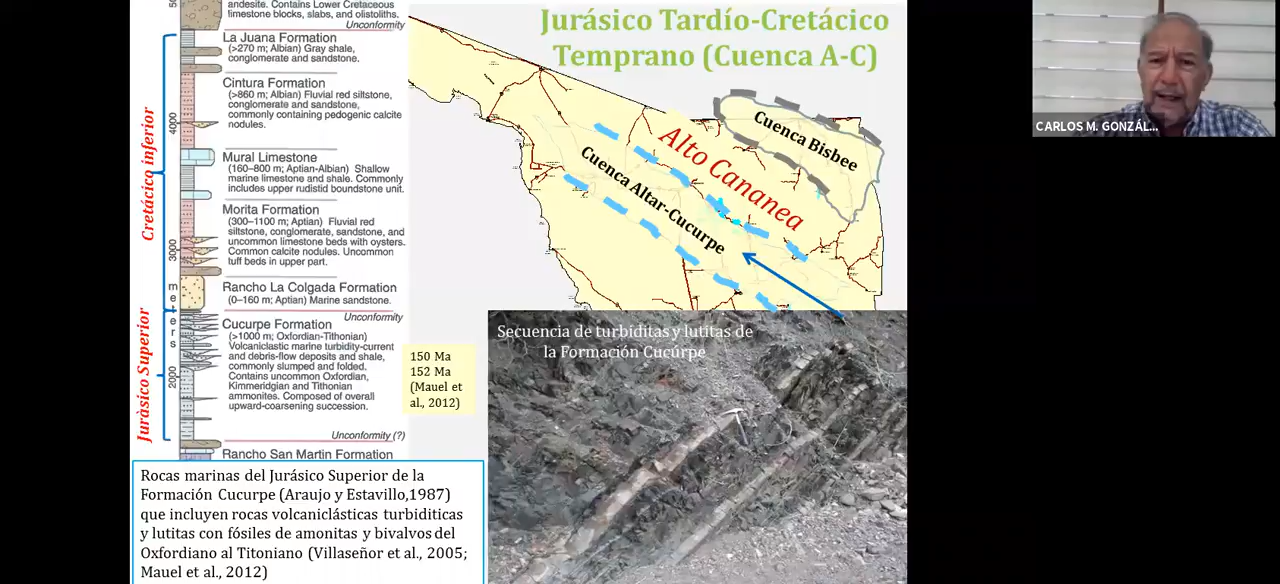 andesite. Contains Lower Cretaceous
limestone blocks, slabs, and olistoliths.
Unconformity
La Juana Formation
(>270 m; Albian) Gray shale,
conglomerate and sandstone.
Cintura Formation
(>860 m; Albian) Fluvial red siltstone,
conglomerate and sandstone,
commonly containing pedogenic calcite
nodules.
Mural Limestone
(160–800 m; Aptian-Albian) Shallow
marine limestone and shale. Commonly
includes upper rudistid boundstone unit.
Morita Formation
(300–1100 m; Aptian) Fluvial red
siltstone, conglomerate, sandstone, and
uncommon limestone beds with oysters.
Common calcite nodules. Uncommon
tuff beds in upper part.
Rancho La Colgada Formation
(0–160 m; Aptian) Marine sandstone.
Unconformity
Cucurpe Formation
(>1000 m; Oxfordian-Tithonian)
Volcaniclastic marine turbidity-current
and debris-flow deposits and shale,
commonly slumped and folded.
Contains uncommon Oxfordian,
Kimmeridgian and Tithonian
ammonites. Composed of overall
upward-coarsening succession.
Unconformity (?)
Rancho San Martin Formation
Cretácico inferior
Juràsico Superior
4000
3000
meters
2000
150 Ma
152 Ma
(Mauel et
al., 2012)
Rocas marinas del Jurásico Superior de la
Formación Cucurpe (Araujo y Estavillo,1987)
que incluyen rocas volcaniclásticas turbiditicas
y lutitas con fósiles de amonitas y bivalvos del
Oxfordiano al Titoniano (Villaseñor et al., 2005;
Mauel et al., 2012)
Jurásico Tardío-Cretácico
Temprano (Cuenca A-C)
Cuenca Bisbee
Alto Cananea
Cuenca Altar-Cucurpe
Secuencia de turbiditas y lutitas de
la Formación Cucúrpe
CARLOS M. GONZÁL...